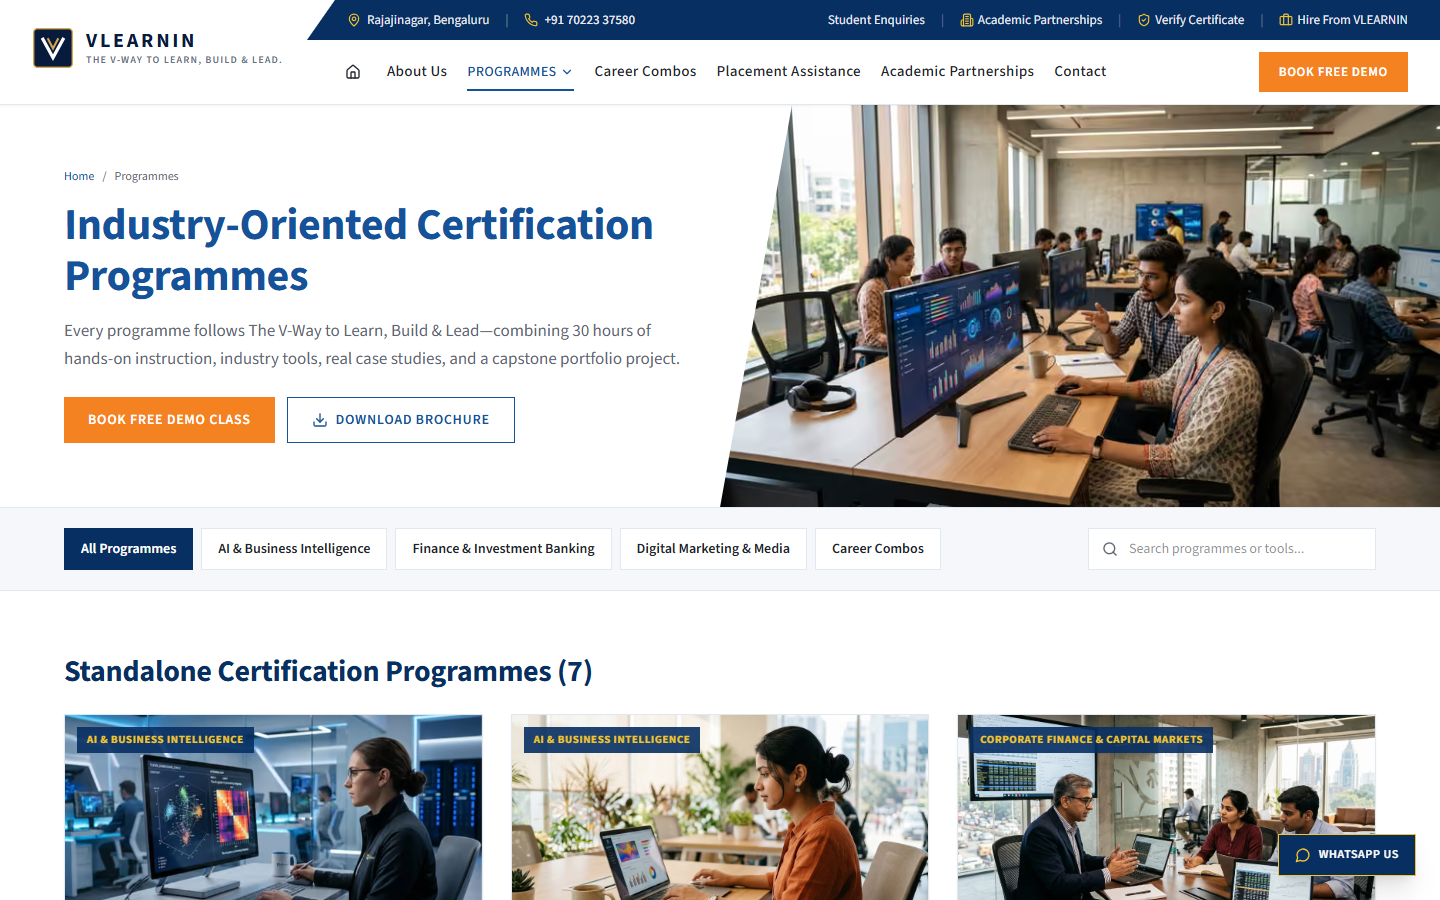 VLEARNIN
THE V-WAY TO LEARN, BUILD & LEAD.
Rajajinagar, Bengaluru
+91 70223 37580
Student Enquiries
Academic Partnerships
Verify Certificate
Hire From VLEARNIN
About Us
PROGRAMMES
Career Combos
Placement Assistance
Academic Partnerships
Contact
BOOK FREE DEMO
Home / Programmes
Industry-Oriented Certification
Programmes
Every programme follows The V-Way to Learn, Build & Lead—combining 30 hours of
hands-on instruction, industry tools, real case studies, and a capstone portfolio project.
BOOK FREE DEMO CLASS
DOWNLOAD BROCHURE
All Programmes
AI & Business Intelligence
Finance & Investment Banking
Digital Marketing & Media
Career Combos
Search programmes or tools...
Standalone Certification Programmes (7)
AI & BUSINESS INTELLIGENCE
AI & BUSINESS INTELLIGENCE
CORPORATE FINANCE & CAPITAL MARKETS
WHATSAPP US